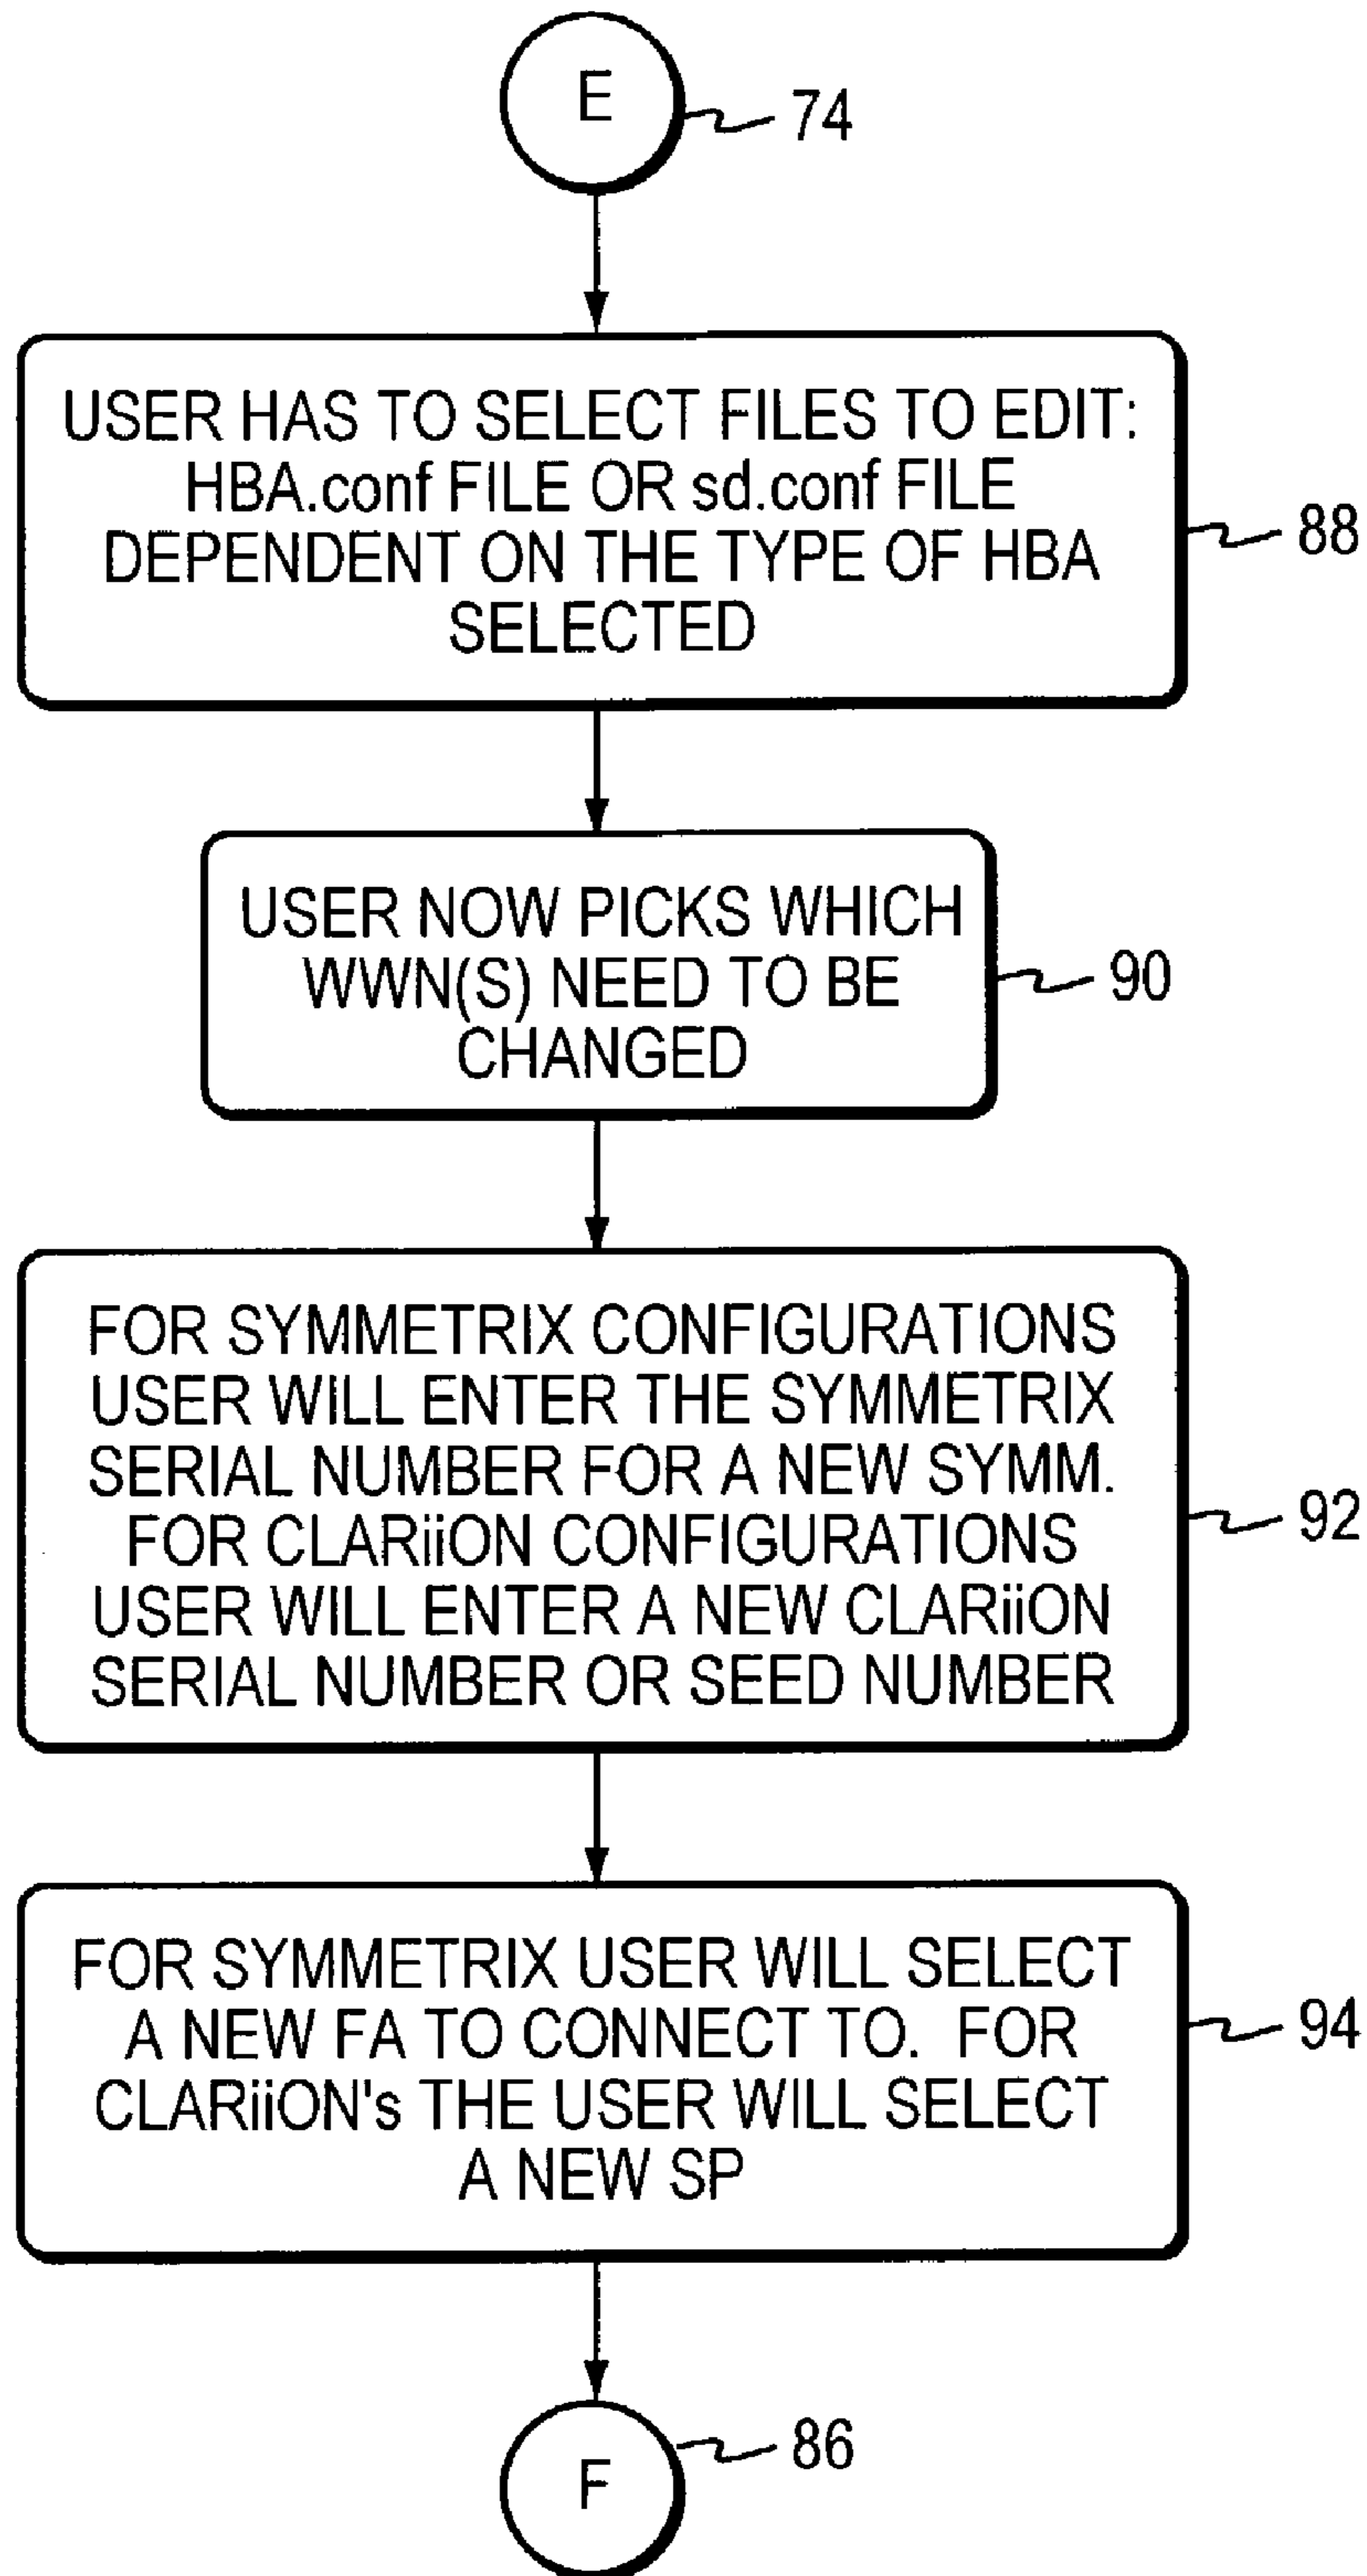 E
74
USER HAS TO SELECT FILES TO EDIT:
HBA.conf FILE OR sd.conf FILE
DEPENDENT ON THE TYPE OF HBA
SELECTED
88
USER NOW PICKS WHICH
WWN(S) NEED TO BE
CHANGED
90
FOR SYMMETRIX CONFIGURATIONS
USER WILL ENTER THE SYMMETRIX
SERIAL NUMBER FOR A NEW SYMM.
FOR CLARiiON CONFIGURATIONS
USER WILL ENTER A NEW CLARiiON
SERIAL NUMBER OR SEED NUMBER
92
FOR SYMMETRIX USER WILL SELECT
A NEW FA TO CONNECT TO. FOR
CLARiiON's THE USER WILL SELECT
A NEW SP
94
F
86